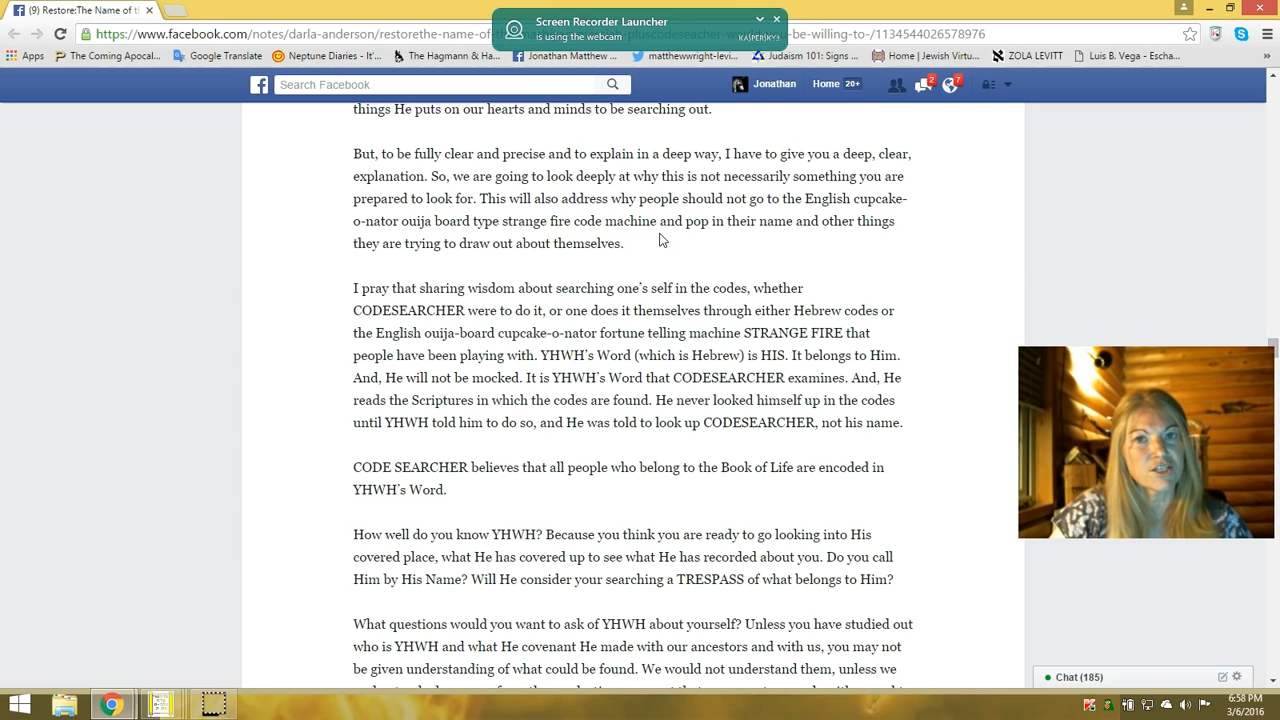 (9) Restore:The Name of th
Screen Recorder Launcher
is using the webcam
KASPERSKY
https://www.facebook.com/notes/darla-anderson/restorethe-name-of-th
be-willing-to-/1134544026578976
Apps
The Coming Apocal...
Google Translate
Neptune Diaries - It'...
The Hagmann & Ha...
Facebook
matthewwright-levi...
Judaism 101: Signs ...
Home | Jewish Virtu...
ZOLA LEVITT
Luis B. Vega - Escha...
»
Search Facebook
Jonathan
Home 20+
2
7
things He puts on our hearts and minds to be searching out.
But, to be fully clear and precise and to explain in a deep way, I have to give you a deep, clear,
explanation. So, we are going to look deeply at why this is not necessarily something you are
prepared to look for. This will also address why people should not go to the English cupcake-
o-nator ouija board type strange fire code machine and pop in their name and other things
they are trying to draw out about themselves.
I pray that sharing wisdom about searching one's self in the codes, whether
CODESEARCHER were to do it, or one does it themselves through either Hebrew codes or
the English ouija-board cupcake-o-nator fortune telling machine STRANGE FIRE that
people have been playing with. YHWH's Word (which is Hebrew) is HIS. It belongs to Him.
And, He will not be mocked. It is YHWH's Word that CODESEARCHER examines. And, He
reads the Scriptures in which the codes are found. He never looked himself up in the codes
until YHWH told him to do so, and He was told to look up CODESEARCHER, not his name.
CODE SEARCHER believes that all people who belong to the Book of Life are encoded in
YHWH's Word.
How well do you know YHWH? Because you think you are ready to go looking into His
covered place, what He has covered up to see what He has recorded about you. Do you call
Him by His Name? Will He consider your searching a TRESPASS of what belongs to Him?
What questions would you want to ask of YHWH about yourself? Unless you have studied out
who is YHWH and what He covenant He made with our ancestors and with us, you may not
be given understanding of what could be found. We would not understand them, unless we
Chat (185)
6:58 PM
3/6/2016